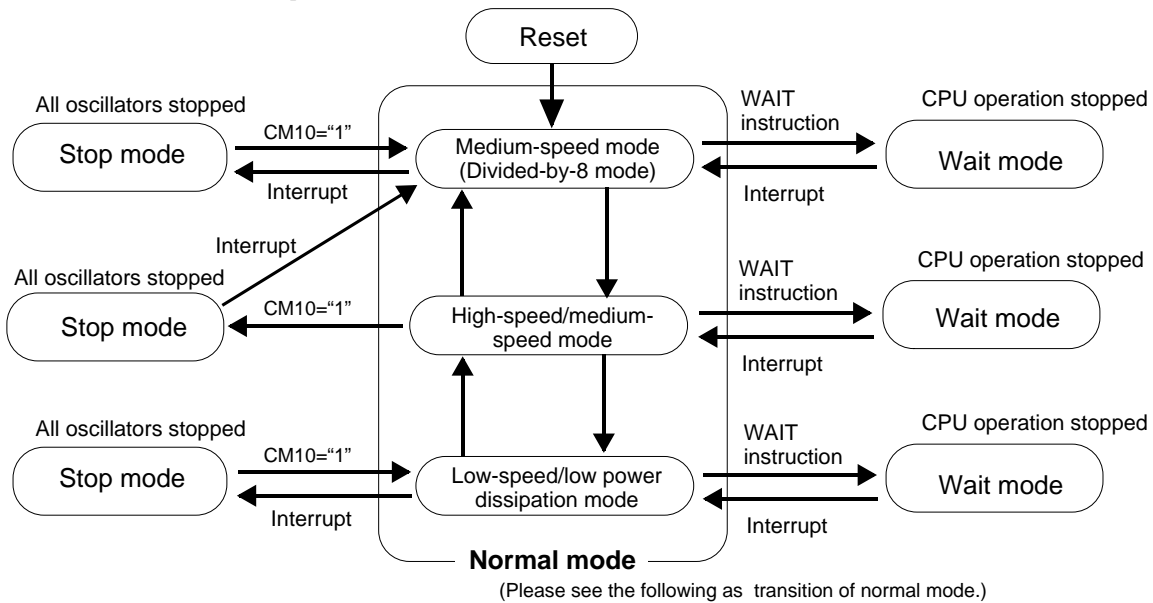 Reset
All oscillators stopped
Stop mode
CM10=“1”
Interrupt
Medium-speed mode
(Divided-by-8 mode)
WAIT
instruction
Interrupt
CPU operation stopped
Wait mode
Interrupt
All oscillators stopped
Stop mode
CM10=“1”
High-speed/medium-
speed mode
WAIT
instruction
Interrupt
CPU operation stopped
Wait mode
All oscillators stopped
Stop mode
CM10=“1”
Interrupt
Low-speed/low power
dissipation mode
WAIT
instruction
Interrupt
CPU operation stopped
Wait mode
Normal mode
(Please see the following as transition of normal mode.)